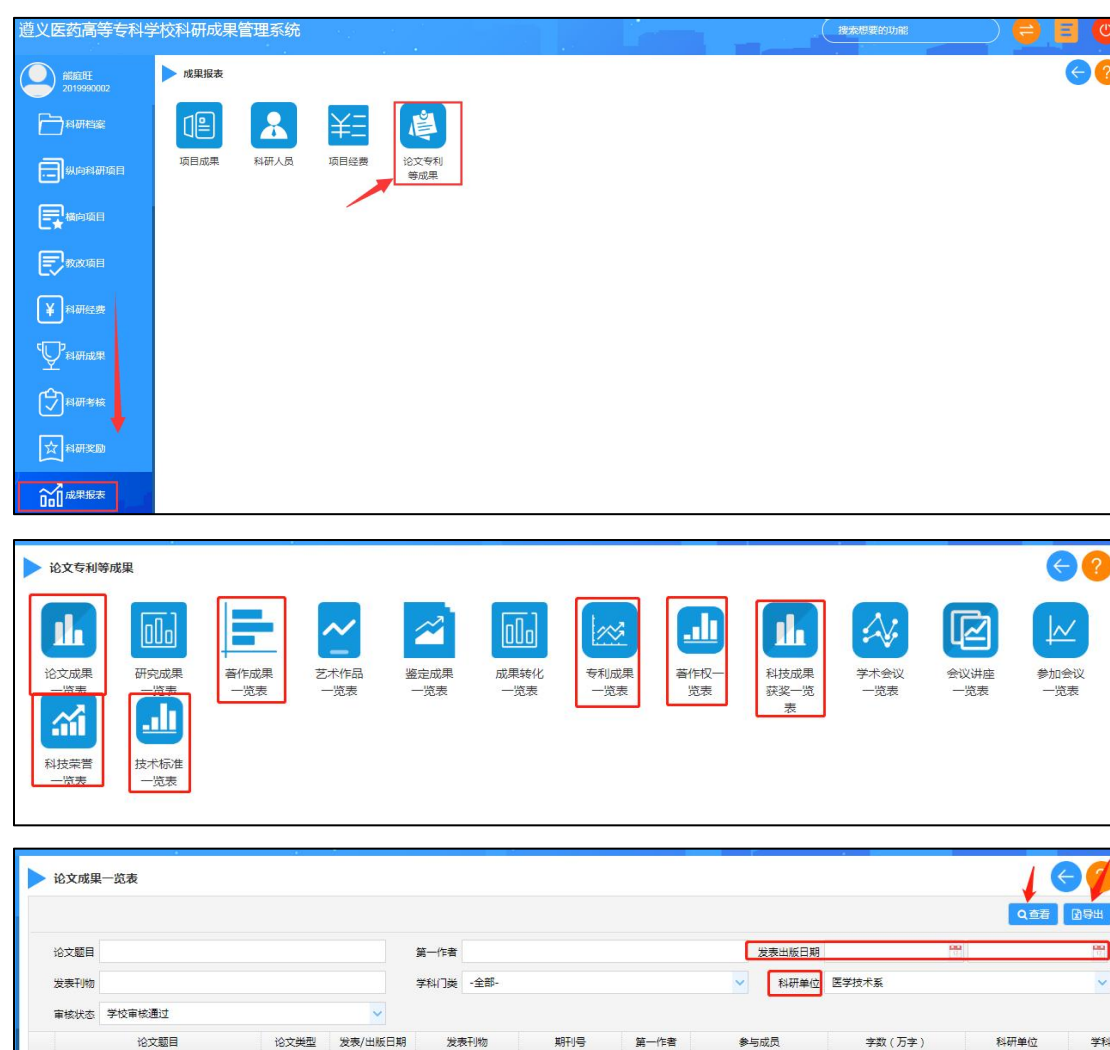 遵义医药高等专科学校科研成果管理系统
搜索想要的功能
熊庭旺
2019990002
科研档案
纵向科研项目
横向项目
教改项目
科研经费
科研成果
科研考核
科研奖励
成果报表
成果报表
项目成果
科研人员
项目经费
论文专利
等成果
论文专利等成果
论文成果
一览表
研究成果
一览表
著作成果
一览表
艺术作品
一览表
鉴定成果
一览表
成果转化
一览表
专利成果
一览表
著作权一
览表
科技成果
获奖一览
表
学术会议
一览表
会议讲座
一览表
参加会议
一览表
科技荣誉
一览表
技术标准
一览表
论文成果一览表
查看 导出
论文题目 第一作者 发表出版日期
发表刊物 学科门类 -全部- 科研单位 医学技术系
审核状态 学校审核通过
论文题目 论文类型 发表/出版日期 发表刊物 期刊号 第一作者 参与成员 字数（万字） 科研单位 学科